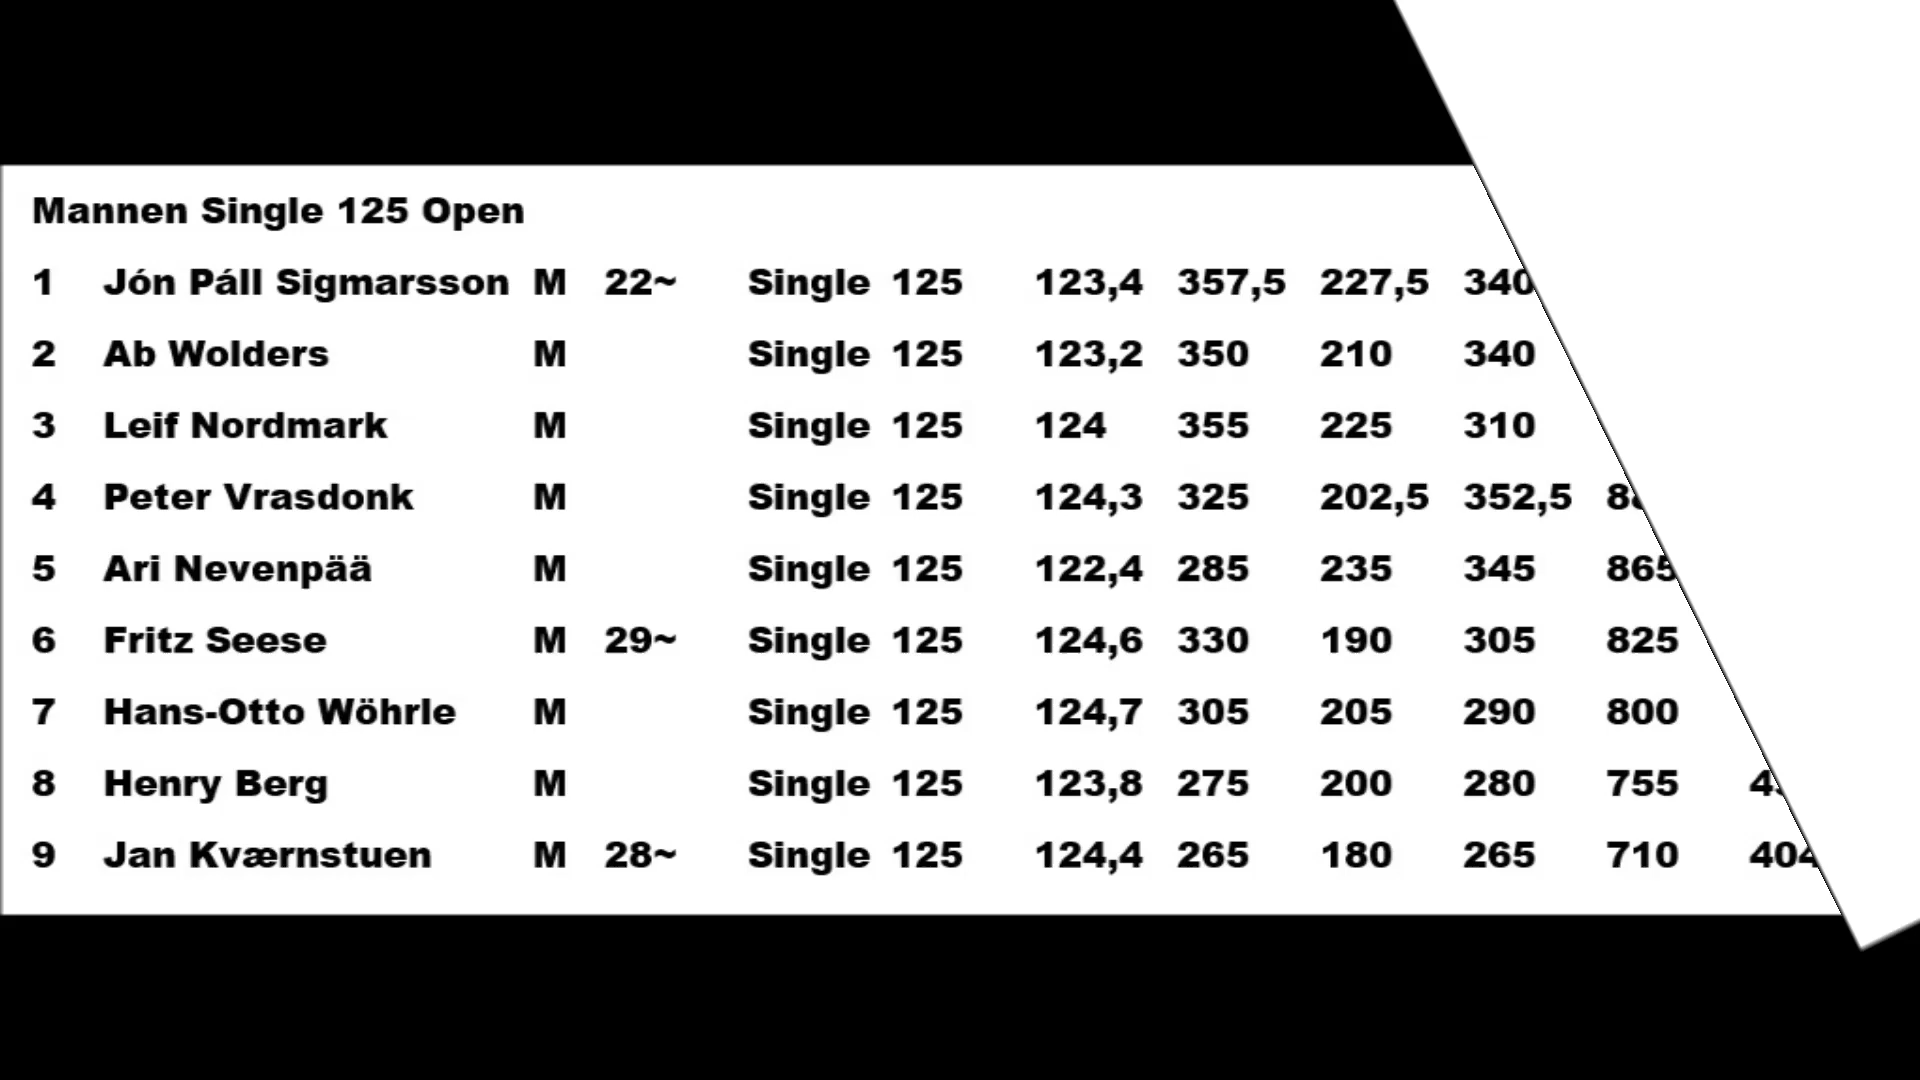 Mannen Single 125 Open
1 Jón Páll Sigmarsson M 22~ Single 125 123,4 357,5 227,5 340
2 Ab Wolders M Single 125 123,2 350 210 340
3 Leif Nordmark M Single 125 124 355 225 310
4 Peter Vrasdonk M Single 125 124,3 325 202,5 352,5
5 Ari Nevenpää M Single 125 122,4 285 235 345 865
6 Fritz Seese M 29~ Single 125 124,6 330 190 305 825
7 Hans-Otto Wöhrle M Single 125 124,7 305 205 290 800
8 Henry Berg M Single 125 123,8 275 200 280 755
9 Jan Kværnstuen M 28~ Single 125 124,4 265 180 265 710